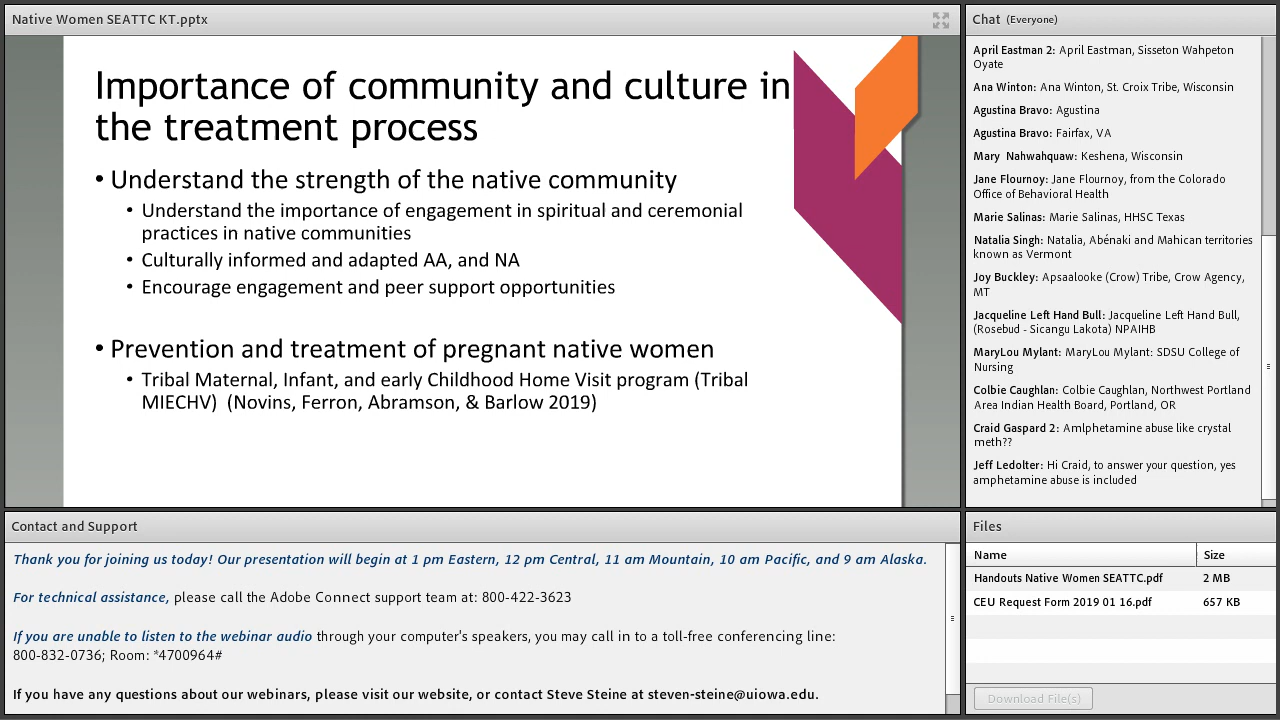 Native Women SEATTC KT.pptx
Importance of community and culture in
the treatment process
• Understand the strength of the native community
• Understand the importance of engagement in spiritual and ceremonial
practices in native communities
• Culturally informed and adapted AA, and NA
• Encourage engagement and peer support opportunities
• Prevention and treatment of pregnant native women
• Tribal Maternal, Infant, and early Childhood Home Visit program (Tribal
MIECHV) (Novins, Ferron, Abramson, & Barlow 2019)
Chat (Everyone)
April Eastman 2: April Eastman, Sisseton Wahpeton
Oyate
Ana Winton: Ana Winton, St. Croix Tribe, Wisconsin
Agustina Bravo: Agustina
Agustina Bravo: Fairfax, VA
Mary Nahwahquaw: Keshena, Wisconsin
Jane Flournoy: Jane Flournoy, from the Colorado
Office of Behavioral Health
Marie Salinas: Marie Salinas, HHSC Texas
Natalia Singh: Natalia, Abénaki and Mahican territories
known as Vermont
Joy Buckley: Apsaalooke (Crow) Tribe, Crow Agency,
MT
Jacqueline Left Hand Bull: Jacqueline Left Hand Bull,
(Rosebud - Sicangu Lakota) NPAIHB
MaryLou Mylant: MaryLou Mylant: SDSU College of
Nursing
Colbie Caughlan: Colbie Caughlan, Northwest Portland
Area Indian Health Board, Portland, OR
Craid Gaspard 2: Amlphetamine abuse like crystal
meth??
Jeff Ledolter: Hi Craid, to answer your question, yes
amphetamine abuse is included
Contact and Support
Thank you for joining us today! Our presentation will begin at 1 pm Eastern, 12 pm Central, 11 am Mountain, 10 am Pacific, and 9 am Alaska.
For technical assistance, please call the Adobe Connect support team at: 800-422-3623
If you are unable to listen to the webinar audio through your computer's speakers, you may call in to a toll-free conferencing line:
800-832-0736; Room: *4700964#
If you have any questions about our webinars, please visit our website, or contact Steve Steine at steven-steine@uiowa.edu.
Files
Name Size
Handouts Native Women SEATTC.pdf 2 MB
CEU Request Form 2019 01 16.pdf 657 KB
Download File(s)